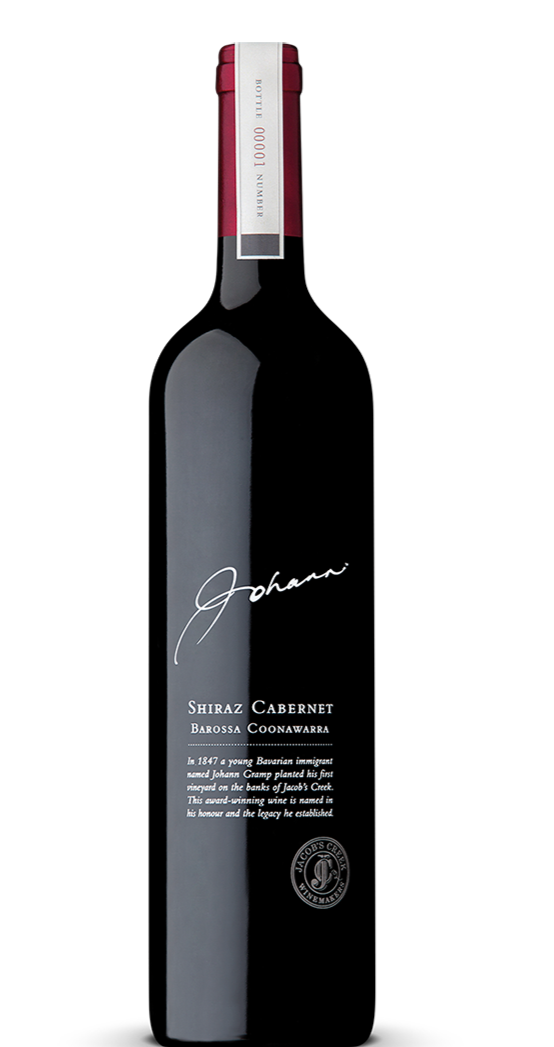 BOTTLE 00001 NUMBER
Johann
SHIRAZ CABERNET
BAROSSA COONAWARRA
In 1847 a young Bavarian immigrant
named Johann Gramp planted his first
vineyard on the banks of Jacob's Creek.
This award-winning wine is named in
his honour and the legacy he established.
JACOB'S CREEK
WINEMAKERS